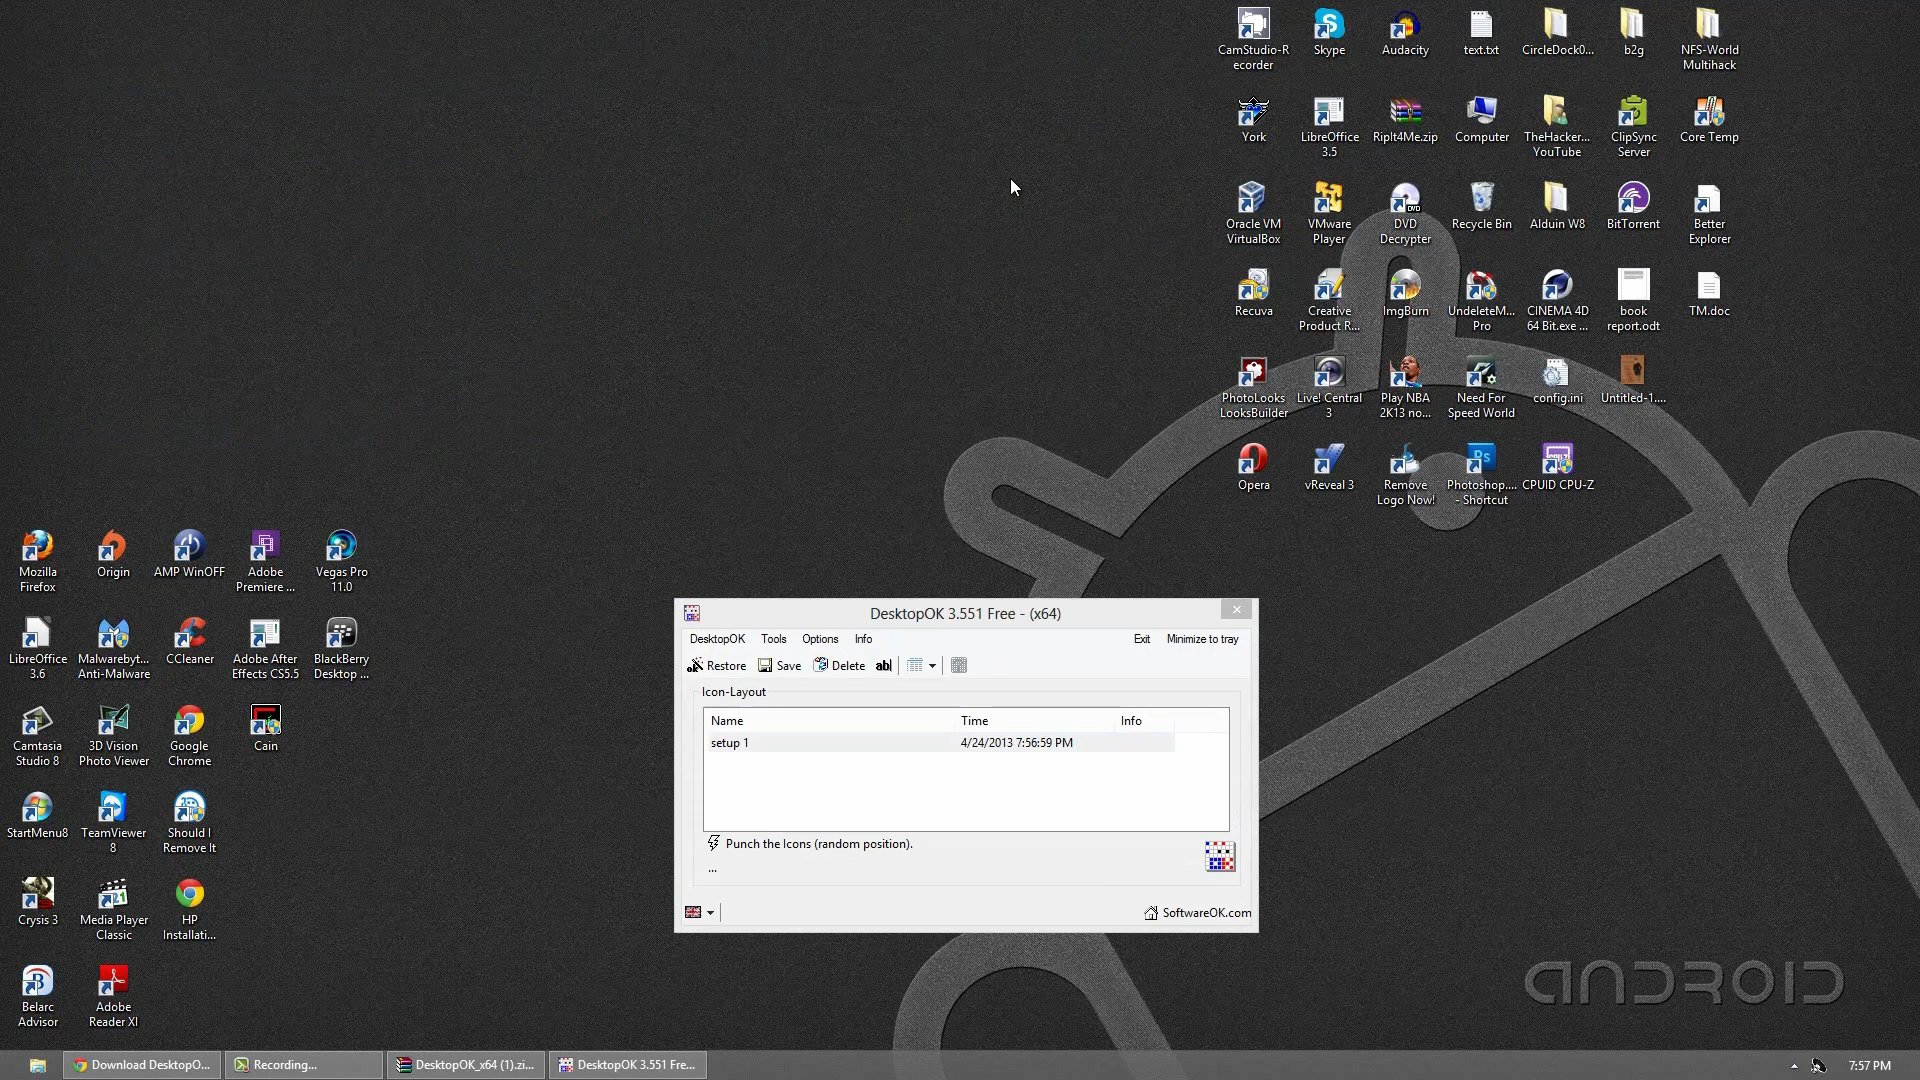 CamStudio-R
ecorder
Skype
Audacity
text.txt
CircleDock0...
b2g
NFS-World
Multihack
York
LibreOffice
3.5
RipIt4Me.zip
Computer
TheHacker...
YouTube
ClipSync
Server
Core Temp
Oracle VM
VirtualBox
VMware
Player
DVD
DVD
Decrypter
Recycle Bin
Alduin W8
BitTorrent
Better
Explorer
Recuva
Creative
Product R...
ImgBurn
UndeleteM...
Pro
CINEMA 4D
64 Bit.exe ...
book
report.odt
TM.doc
PhotoLooks
LooksBuilder
Live! Central
3
Play NBA
2K13 no...
Need For
Speed World
config.ini
Untitled-1....
Opera
vReveal 3
Remove
Logo Now!
Ps
Photoshop....
- Shortcut
CPUID CPU-Z
Mozilla
Firefox
Origin
AMP WinOFF
Adobe
Premiere ...
Vegas Pro
11.0
LibreOffice
3.6
Malwarebyt...
Anti-Malware
CCleaner
Adobe After
Effects CS5.5
BlackBerry
Desktop ...
Camtasia
Studio 8
3D Vision
Photo Viewer
Google
Chrome
Cain
StartMenu8
TeamViewer
8
Should I
Remove It
Crysis 3
Media Player
Classic
HP
Installati...
Belarc
Advisor
Adobe
Reader XI
DesktopOK 3.551 Free - (x64)
DesktopOK Tools Options Info Exit Minimize to tray
Restore Save Delete ab|
Icon-Layout
Name Time Info
setup 1 4/24/2013 7:56:59 PM
Punch the Icons (random position).
...
SoftwareOK.com
ANDROID
Download DesktopO...
Recording...
DesktopOK_x64 (1).zi...
DesktopOK 3.551 Free...
7:57 PM